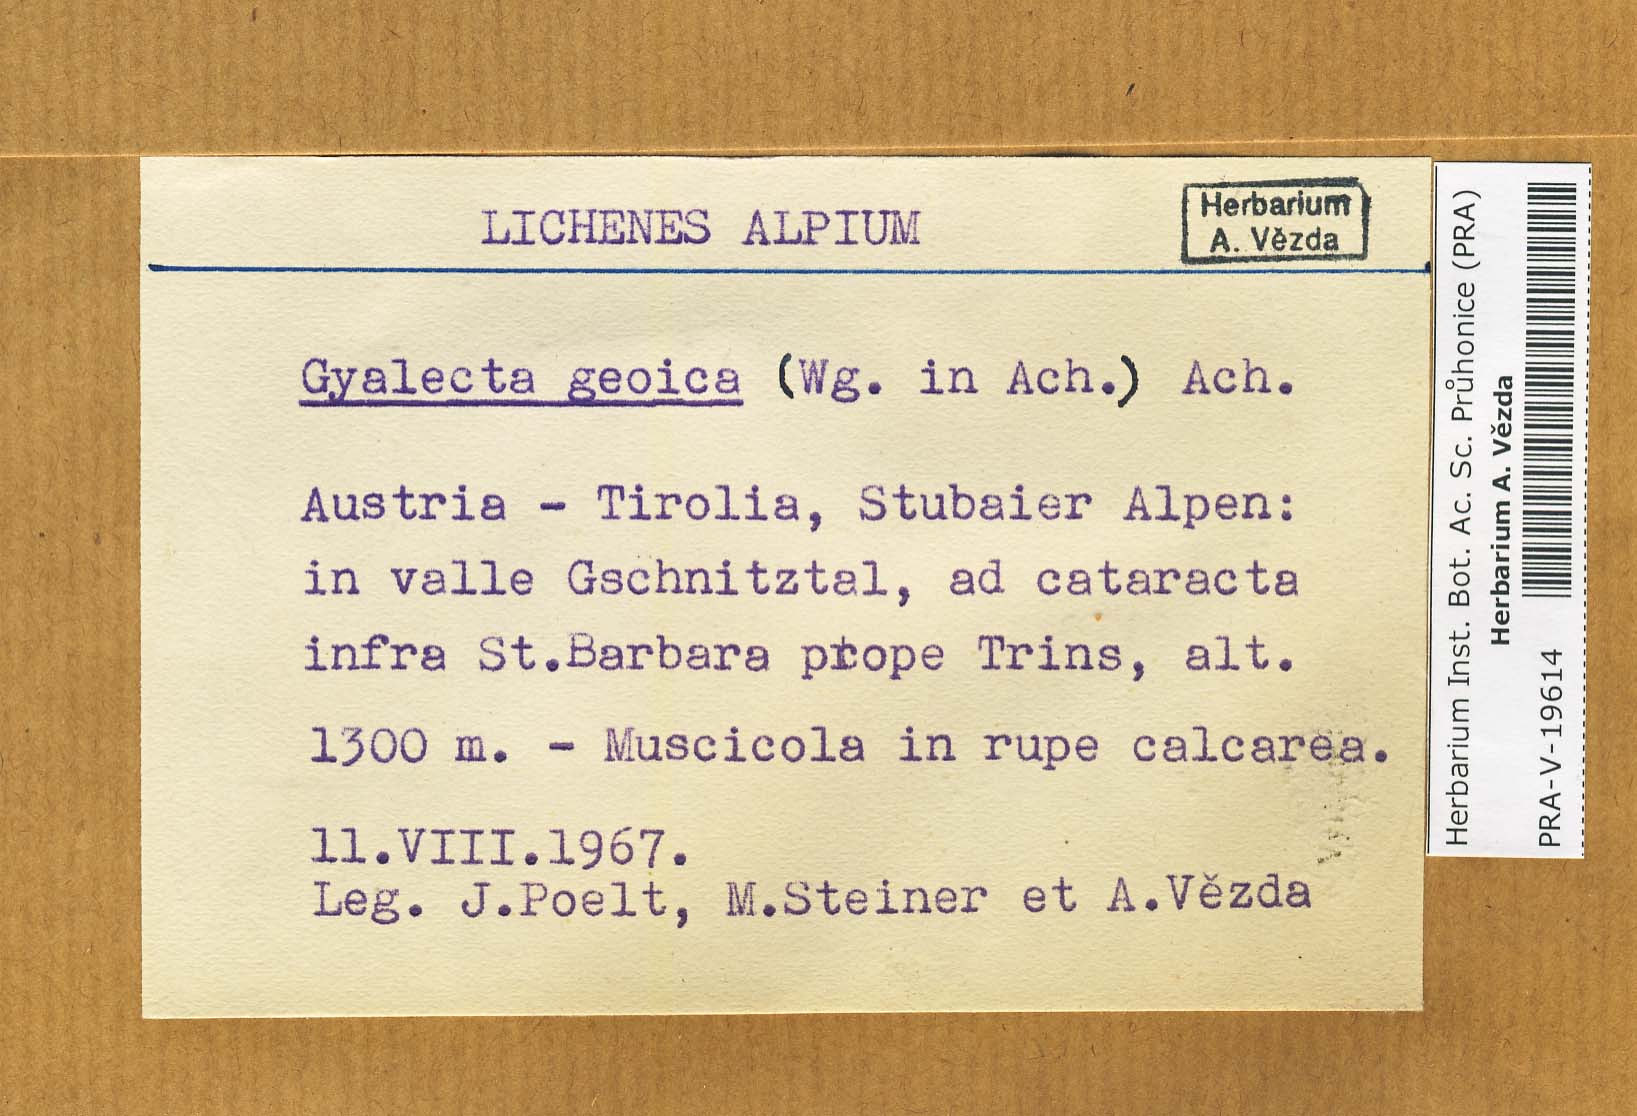 LICHENES ALPIUM
Herbarium
A. Vězda
Gyalecta geoica (Wg. in Ach.) Ach.
Austria - Tirolia, Stubaier Alpen:
in valle Gschnitztal, ad cataracta
infra St.Barbara prope Trins, alt.
1300 m. - Muscicola in rupe calcarea.
11.VIII.1967.
Leg. J.Poelt, M.Steiner et A.Vězda
Herbarium Inst. Bot. Ac. Sc. Průhonice (PRA)
Herbarium A. Vězda
PRA-V-19614